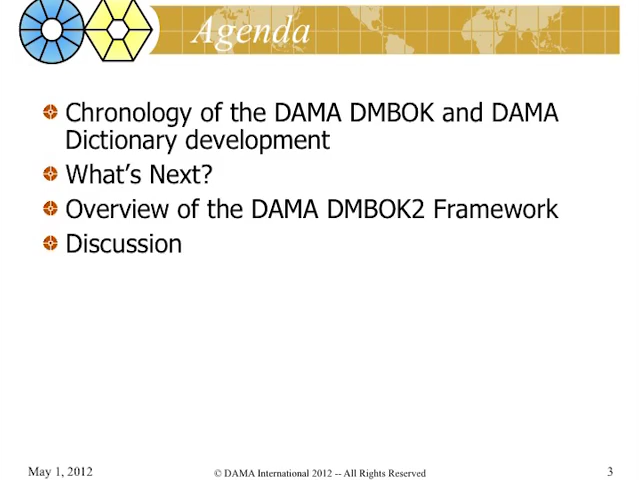 Agenda
Chronology of the DAMA DMBOK and DAMA
Dictionary development
What’s Next?
Overview of the DAMA DMBOK2 Framework
Discussion
May 1, 2012
© DAMA International 2012 -- All Rights Reserved
3